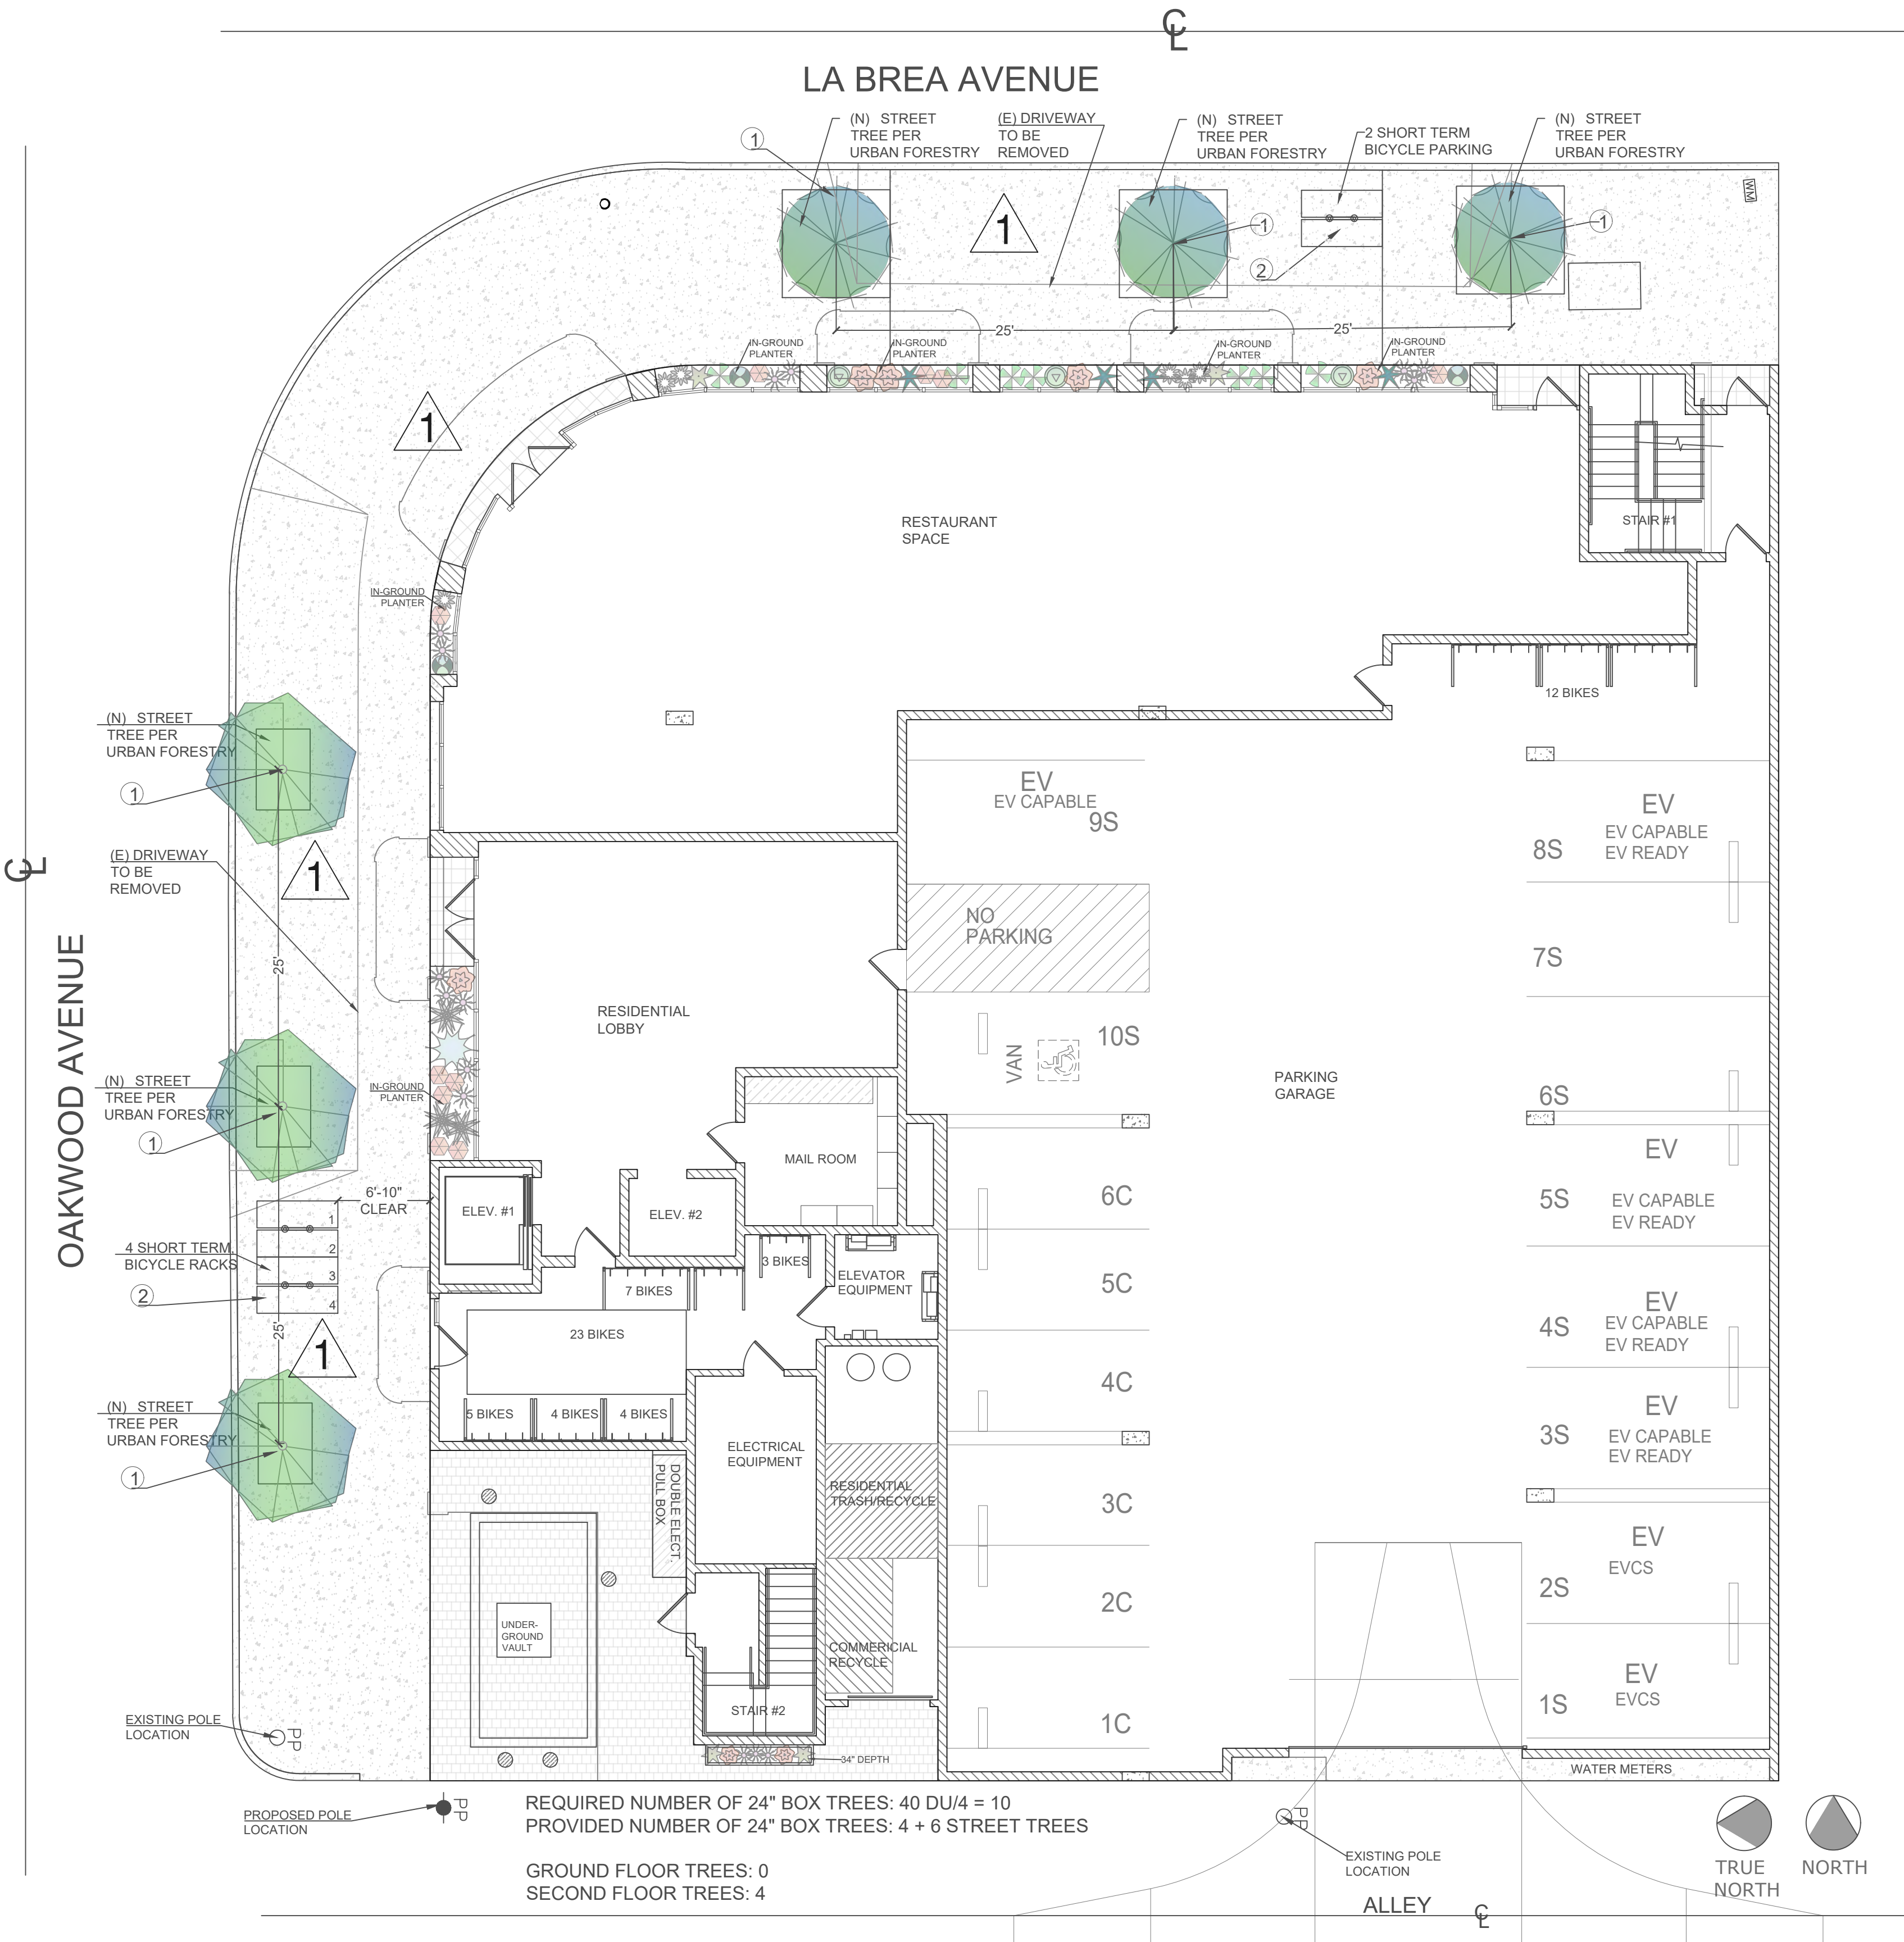 CL
LA BREA AVENUE
1
(N) STREET
TREE PER
URBAN FORESTRY
(E) DRIVEWAY
TO BE
REMOVED
(N) STREET
TREE PER
URBAN FORESTRY
2 SHORT TERM
BICYCLE PARKING
(N) STREET
TREE PER
URBAN FORESTRY
WM
1
1
1
2
25'
25'
IN-GROUND
PLANTER
IN-GROUND
PLANTER
IN-GROUND
PLANTER
IN-GROUND
PLANTER
1
RESTAURANT
SPACE
STAIR #1
IN-GROUND
PLANTER
12 BIKES
(N) STREET
TREE PER
URBAN FORESTRY
1
EV
EV CAPABLE
9S
EV
EV CAPABLE
EV READY
8S
(E) DRIVEWAY
TO BE
REMOVED
1
CL
OAKWOOD AVENUE
NO
PARKING
7S
25'
RESIDENTIAL
LOBBY
10S
VAN
PARKING
GARAGE
6S
(N) STREET
TREE PER
URBAN FORESTRY
1
IN-GROUND
PLANTER
MAIL ROOM
EV
5S
EV CAPABLE
EV READY
6'-10"
CLEAR
ELEV. #1
ELEV. #2
6C
4 SHORT TERM.
BICYCLE RACKS
2
1
2
3
4
3 BIKES
ELEVATOR
EQUIPMENT
7 BIKES
5C
EV
4S
EV CAPABLE
EV READY
25'
1
23 BIKES
4C
(N) STREET
TREE PER
URBAN FORESTRY
1
5 BIKES
4 BIKES
4 BIKES
EV
3S
EV CAPABLE
EV READY
ELECTRICAL
EQUIPMENT
DOUBLE ELECT.
PULL BOX
RESIDENTIAL
TRASH/RECYCLE
3C
EV
EVCS
2S
2C
UNDER-
GROUND
VAULT
COMMERICIAL
RECYCLE
EV
EVCS
1S
STAIR #2
1C
EXISTING POLE
LOCATION
PP
34" DEPTH
WATER METERS
PROPOSED POLE
LOCATION
PP
REQUIRED NUMBER OF 24" BOX TREES: 40 DU/4 = 10
PROVIDED NUMBER OF 24" BOX TREES: 4 + 6 STREET TREES
GROUND FLOOR TREES: 0
SECOND FLOOR TREES: 4
PP
EXISTING POLE
LOCATION
TRUE
NORTH
NORTH
ALLEY
CL